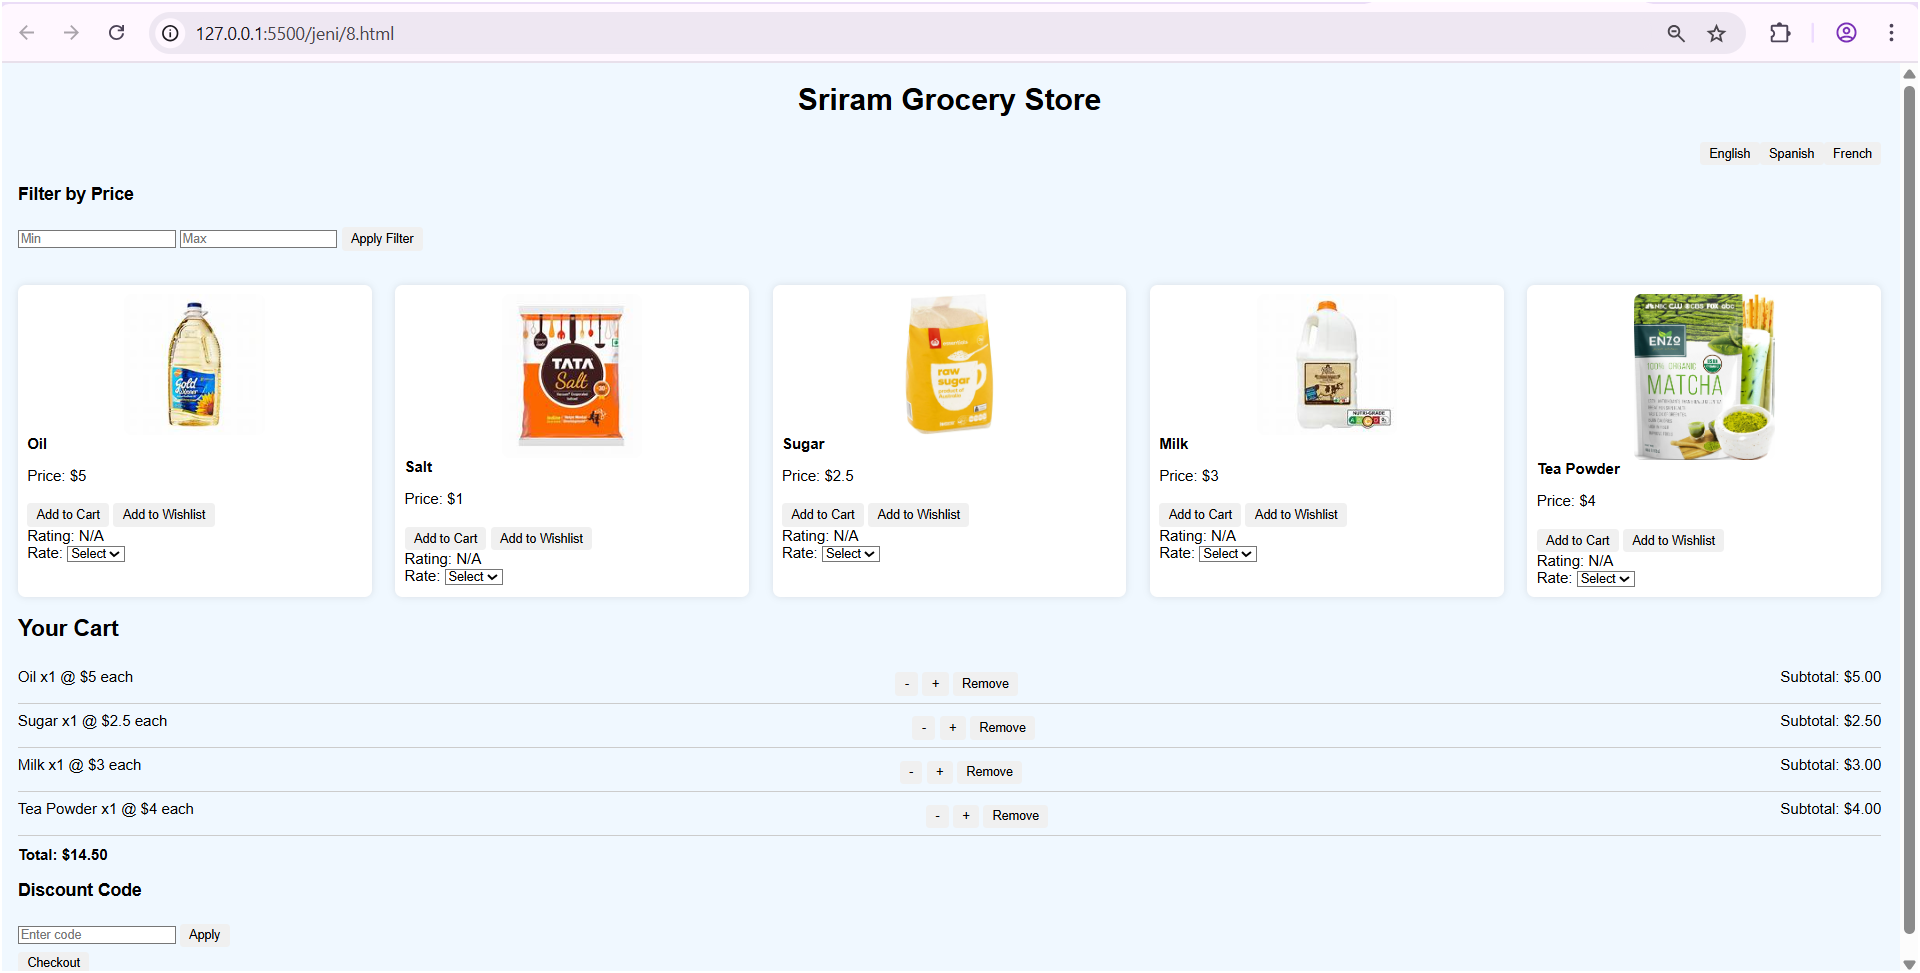 127.0.0.1:5500/jeni/8.html
Sriram Grocery Store
English Spanish French
Filter by Price
Min Max Apply Filter
Gold Winner
TATA
Salt
raw
sugar
product of
Australia
NUTRI-GRADE
ENZO
100% ORGANIC
MATCHA
Oil
Price: $5
Add to Cart Add to Wishlist
Rating: N/A
Rate: Select
Salt
Price: $1
Add to Cart Add to Wishlist
Rating: N/A
Rate: Select
Sugar
Price: $2.5
Add to Cart Add to Wishlist
Rating: N/A
Rate: Select
Milk
Price: $3
Add to Cart Add to Wishlist
Rating: N/A
Rate: Select
Tea Powder
Price: $4
Add to Cart Add to Wishlist
Rating: N/A
Rate: Select
Your Cart
Oil x1 @ $5 each - + Remove Subtotal: $5.00
Sugar x1 @ $2.5 each - + Remove Subtotal: $2.50
Milk x1 @ $3 each - + Remove Subtotal: $3.00
Tea Powder x1 @ $4 each - + Remove Subtotal: $4.00
Total: $14.50
Discount Code
Enter code Apply
Checkout